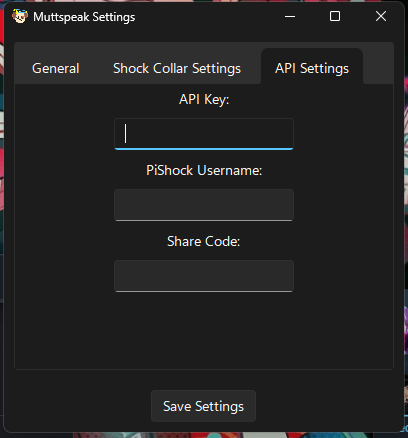 Muttspeak Settings
General
Shock Collar Settings
API Settings
API Key:
PiShock Username:
Share Code:
Save Settings